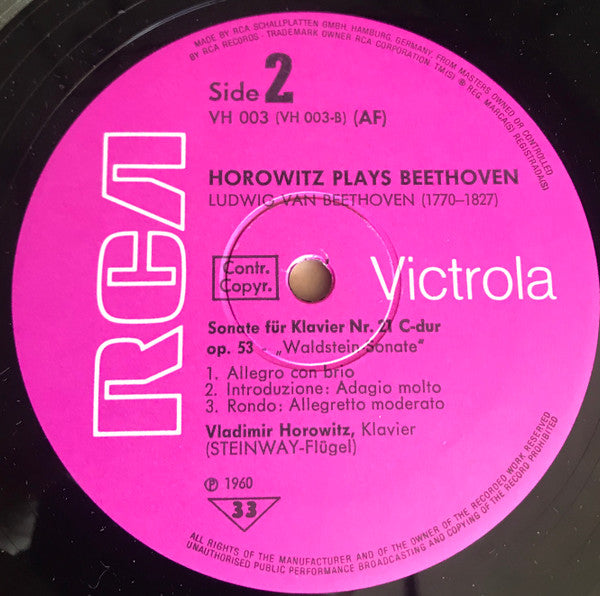 MADE BY RCA SCHALLPLATTEN GMBH, HAMBURG, GERMANY, FROM MASTERS OWNED OR CONTROLLED
BY RCA RECORDS · TRADEMARK OWNER RCA CORPORATION. TM(S) ® REG. MARCA(S) REGISTRADA(S)
Side 2
VH 003 (VH 003-B) (AF)
HOROWITZ PLAYS BEETHOVEN
LUDWIG VAN BEETHOVEN (1770–1827)
RCA
Contr.
Copyr.
Victrola
Sonate für Klavier Nr. 21 C-dur
op. 53 - „Waldstein-Sonate“
1. Allegro con brio
2. Introduzione: Adagio molto
3. Rondo: Allegretto moderato
Vladimir Horowitz, Klavier
(STEINWAY-Flügel)
℗ 1960
33
ALL RIGHTS OF THE MANUFACTURER AND OF THE OWNER OF THE RECORDED WORK RESERVED
UNAUTHORISED PUBLIC PERFORMANCE BROADCASTING AND COPYING OF THE RECORD PROHIBITED